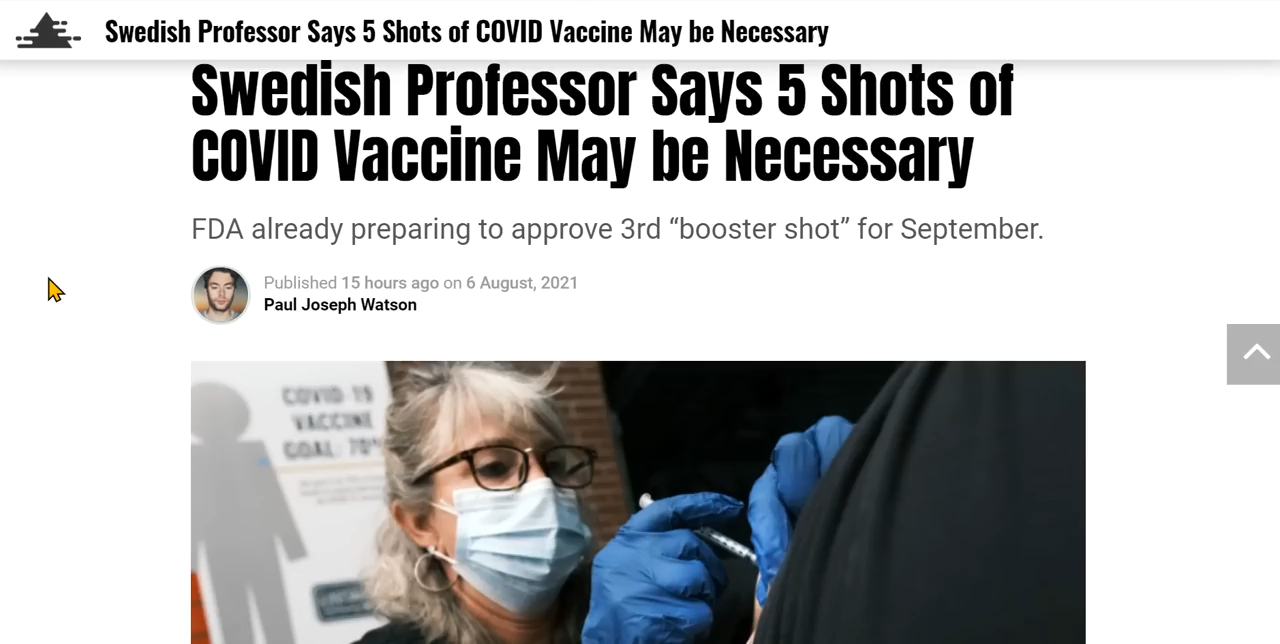 Swedish Professor Says 5 Shots of COVID Vaccine May be Necessary
Swedish Professor Says 5 Shots of
COVID Vaccine May be Necessary
FDA already preparing to approve 3rd “booster shot” for September.
Published 15 hours ago on 6 August, 2021
Paul Joseph Watson
COVID-19
VACCINE
GOAL: 70%